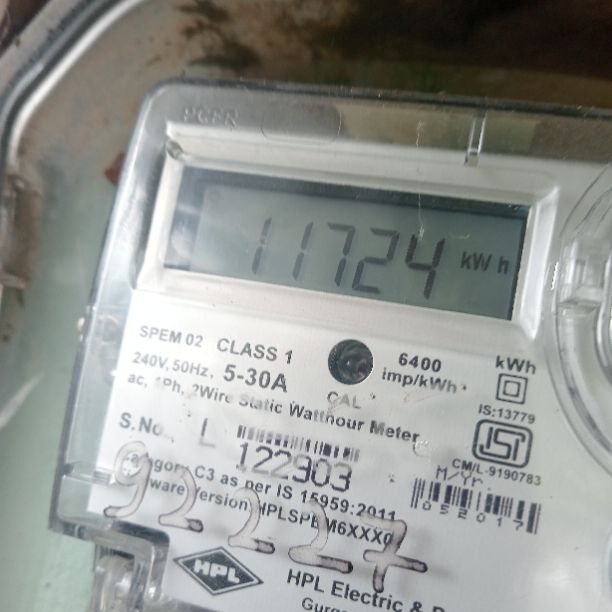 11724 kWh
SPEM 02 CLASS 1
6400
imp/kWh
kWh
240V, 50Hz, 5-30A
CAL
ac, 1Ph, 2Wire Static Watthour Meter
IS:13779
ISI
S.No. L
122903
CM/L-9190783
M/Yr
052017
Category C3 as per IS 15959:2011
92227
HPL
HPL Electric &